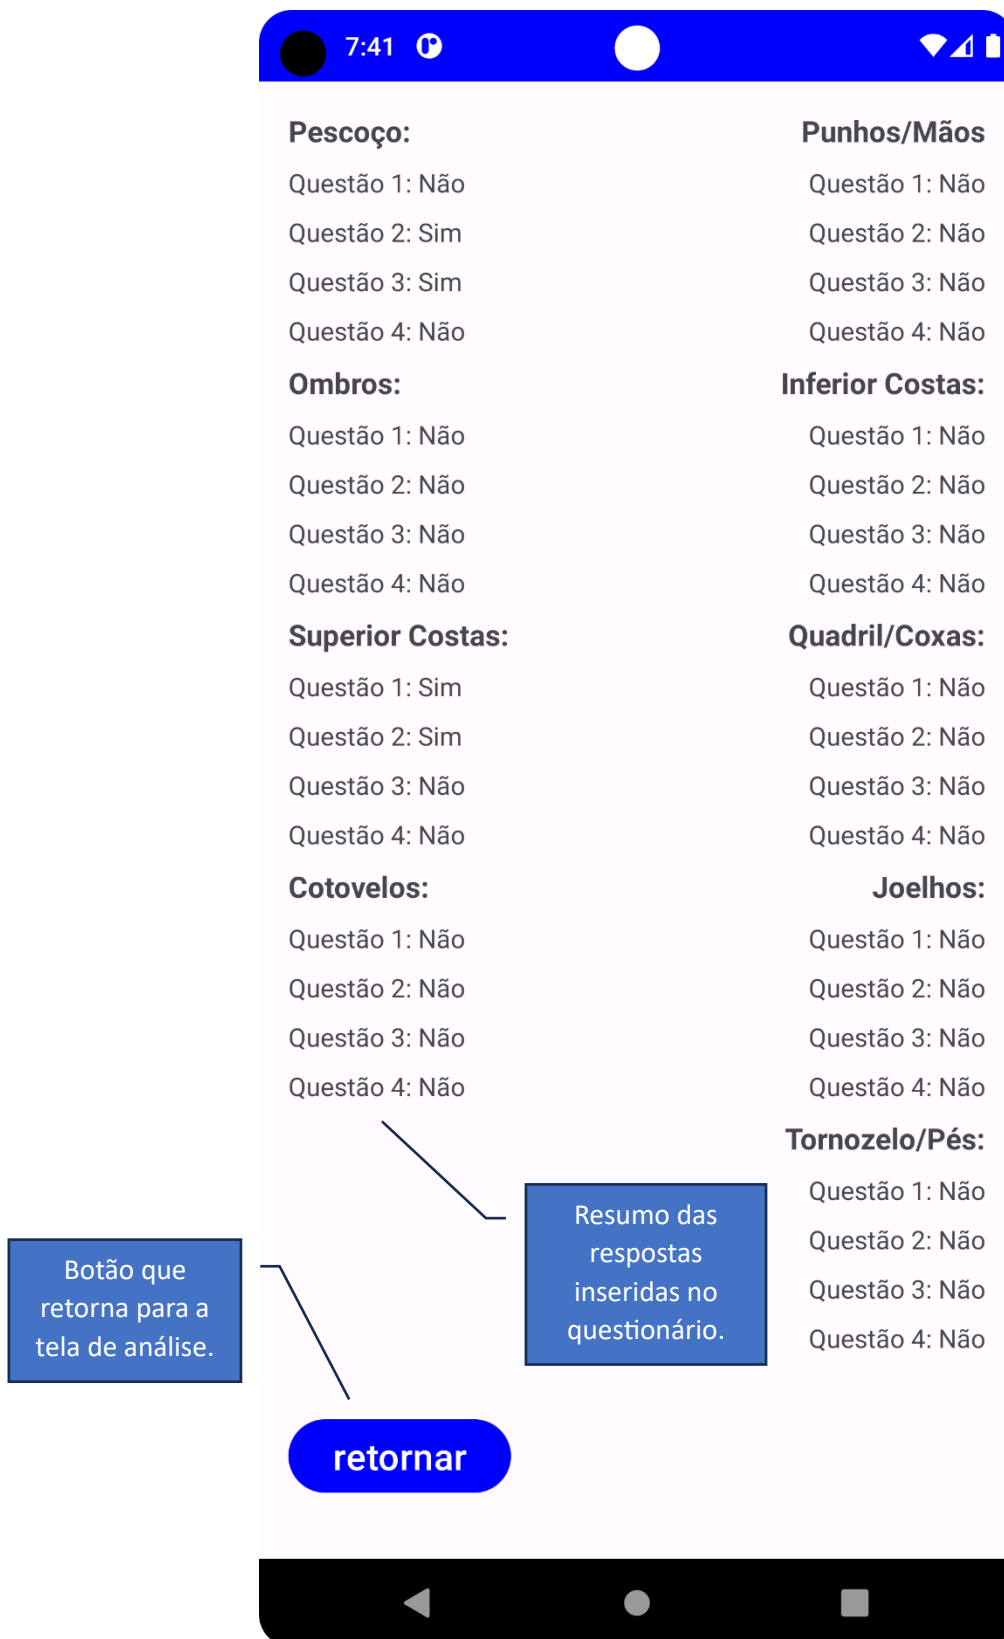 7:41
Pescoço:
Questão 1: Não
Questão 2: Sim
Questão 3: Sim
Questão 4: Não
Ombros:
Questão 1: Não
Questão 2: Não
Questão 3: Não
Questão 4: Não
Superior Costas:
Questão 1: Sim
Questão 2: Sim
Questão 3: Não
Questão 4: Não
Cotovelos:
Questão 1: Não
Questão 2: Não
Questão 3: Não
Questão 4: Não
Punhos/Mãos
Questão 1: Não
Questão 2: Não
Questão 3: Não
Questão 4: Não
Inferior Costas:
Questão 1: Não
Questão 2: Não
Questão 3: Não
Questão 4: Não
Quadril/Coxas:
Questão 1: Não
Questão 2: Não
Questão 3: Não
Questão 4: Não
Joelhos:
Questão 1: Não
Questão 2: Não
Questão 3: Não
Questão 4: Não
Tornozelo/Pés:
Questão 1: Não
Questão 2: Não
Questão 3: Não
Questão 4: Não
Resumo das
respostas
inseridas no
questionário.
Botão que
retorna para a
tela de análise.
retornar